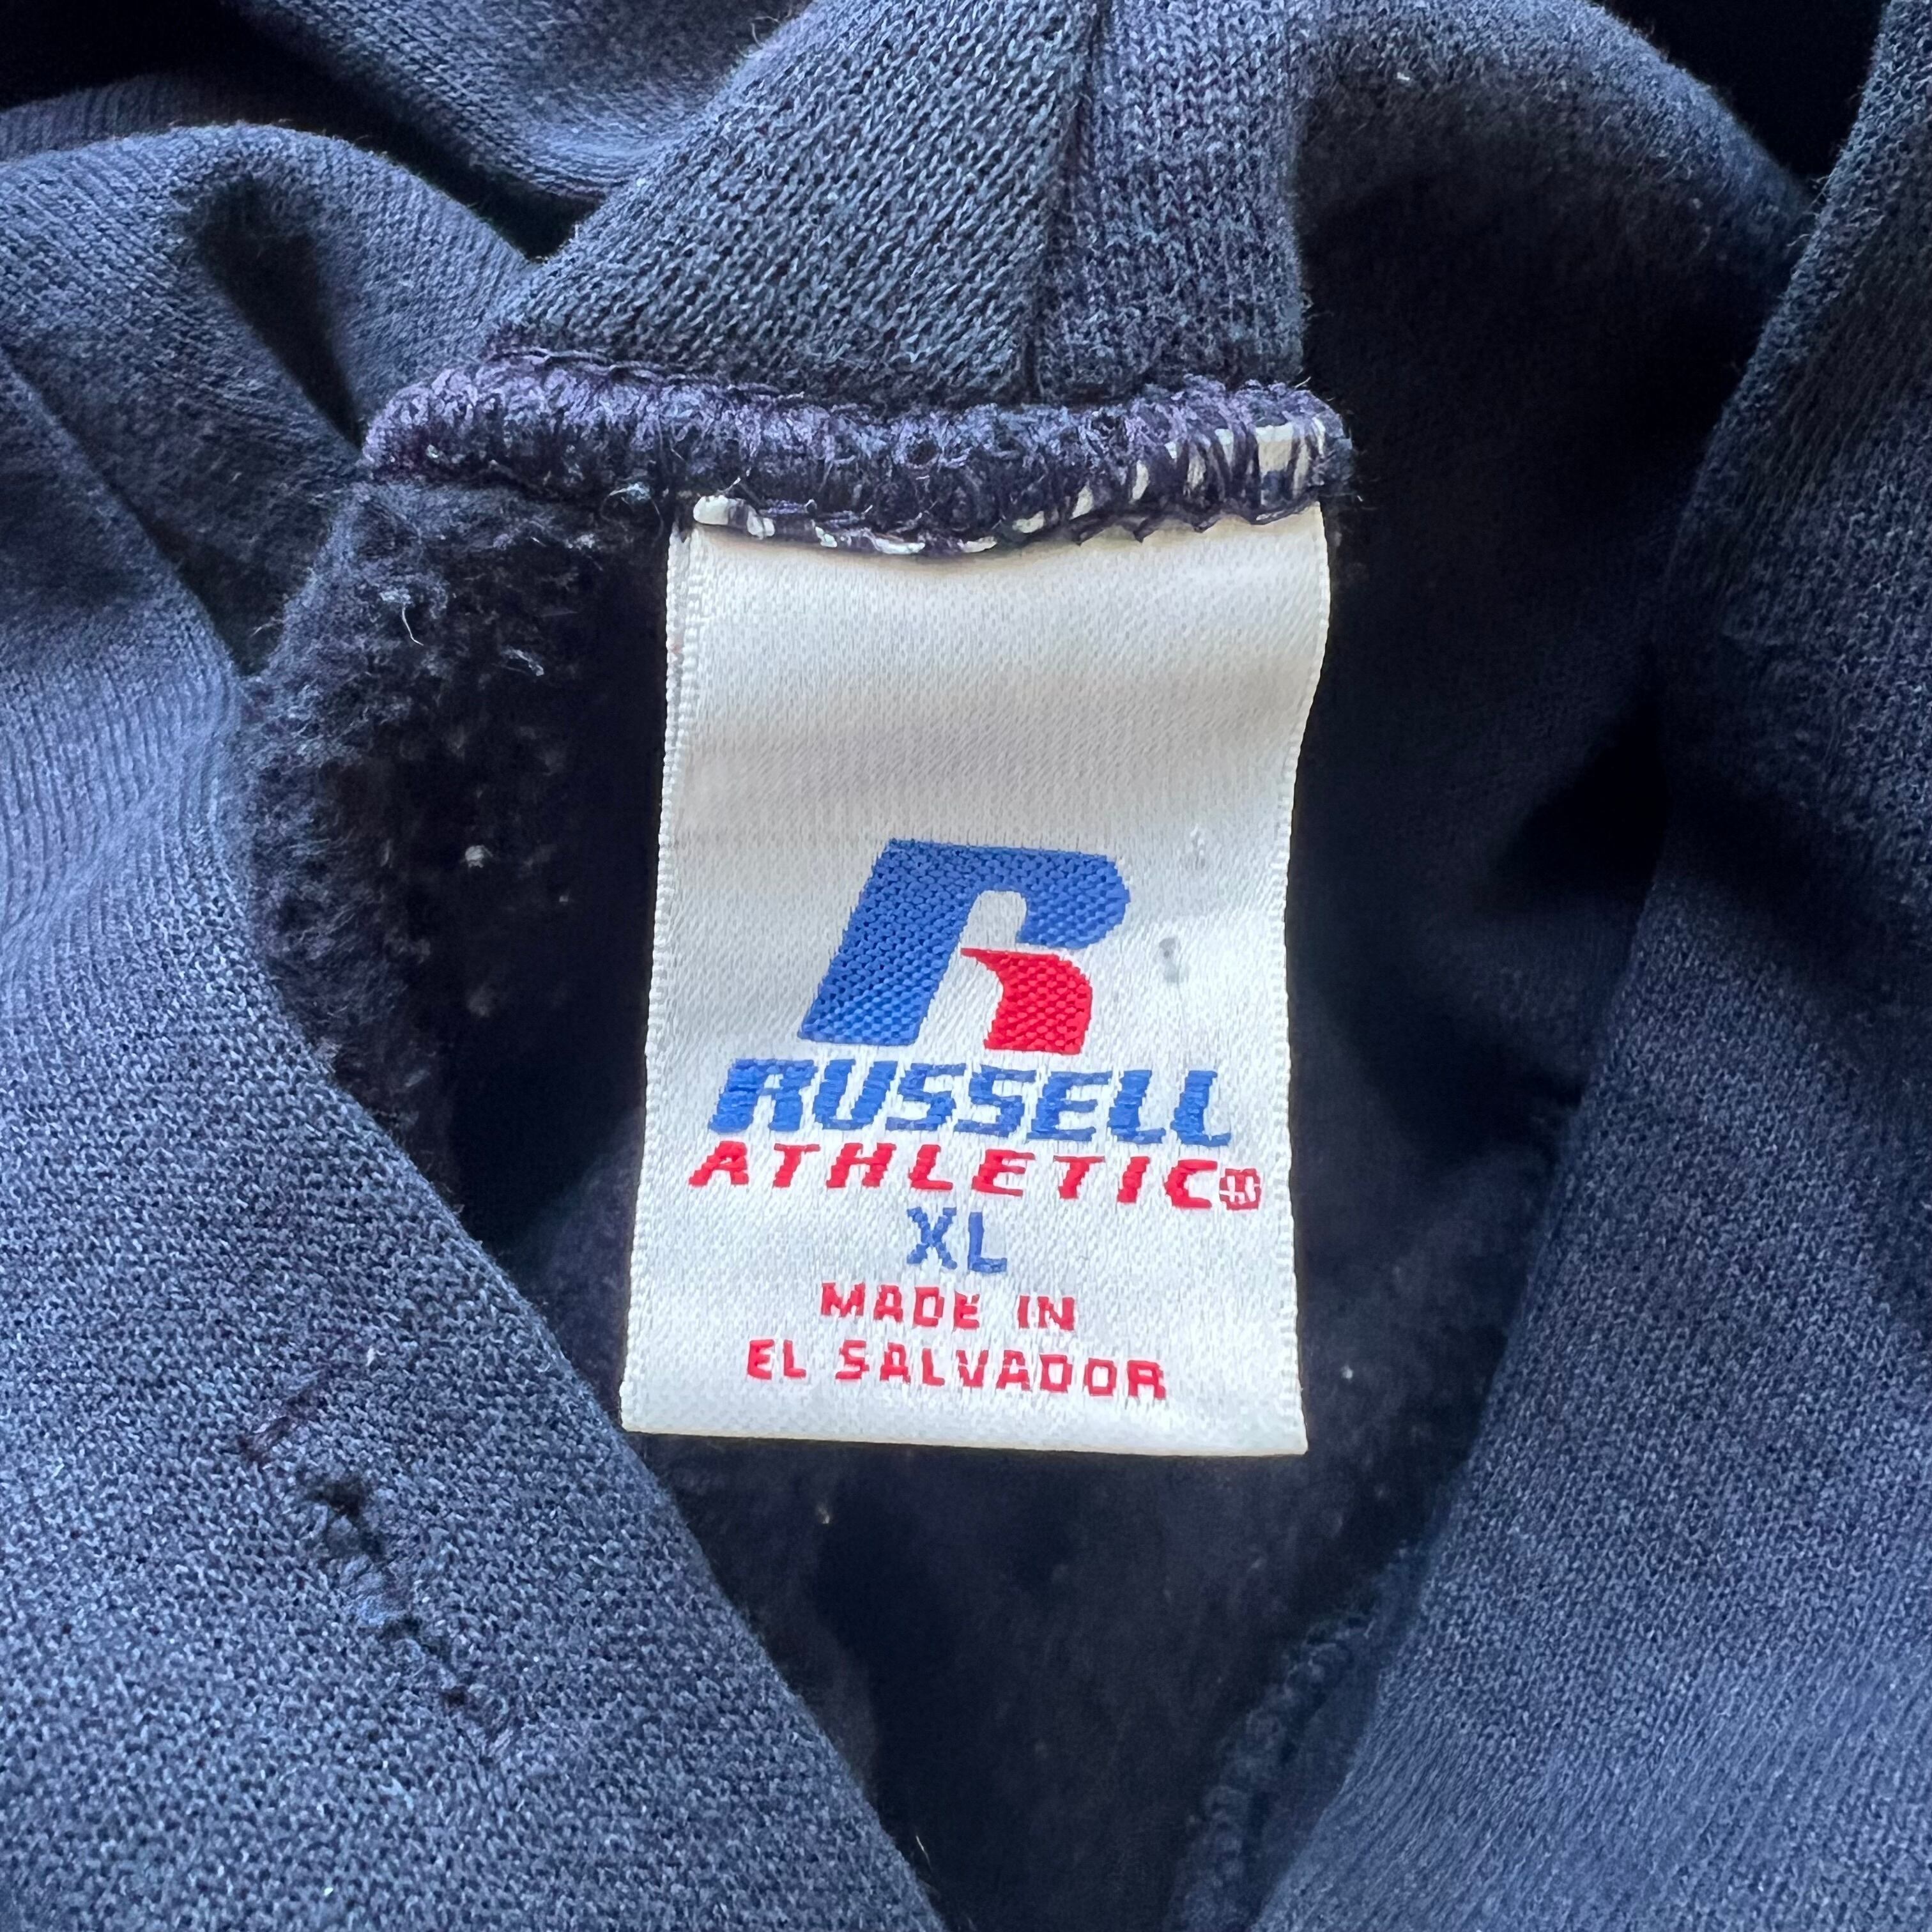 R
RUSSELL
ATHLETIC®
XL
MADE IN
EL SALVADOR